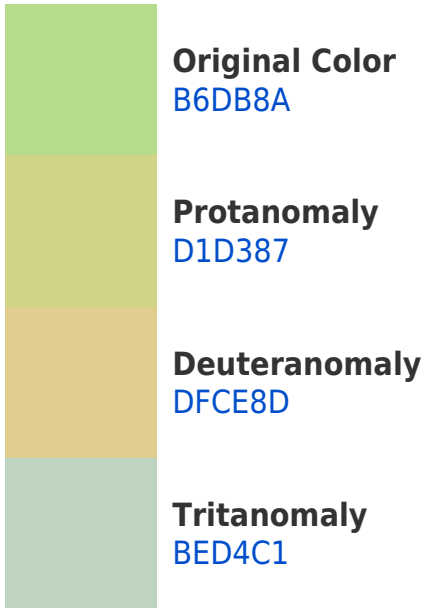 Original Color
B6DB8A
Protanomaly
D1D387
Deuteranomaly
DFCE8D
Tritanomaly
BED4C1